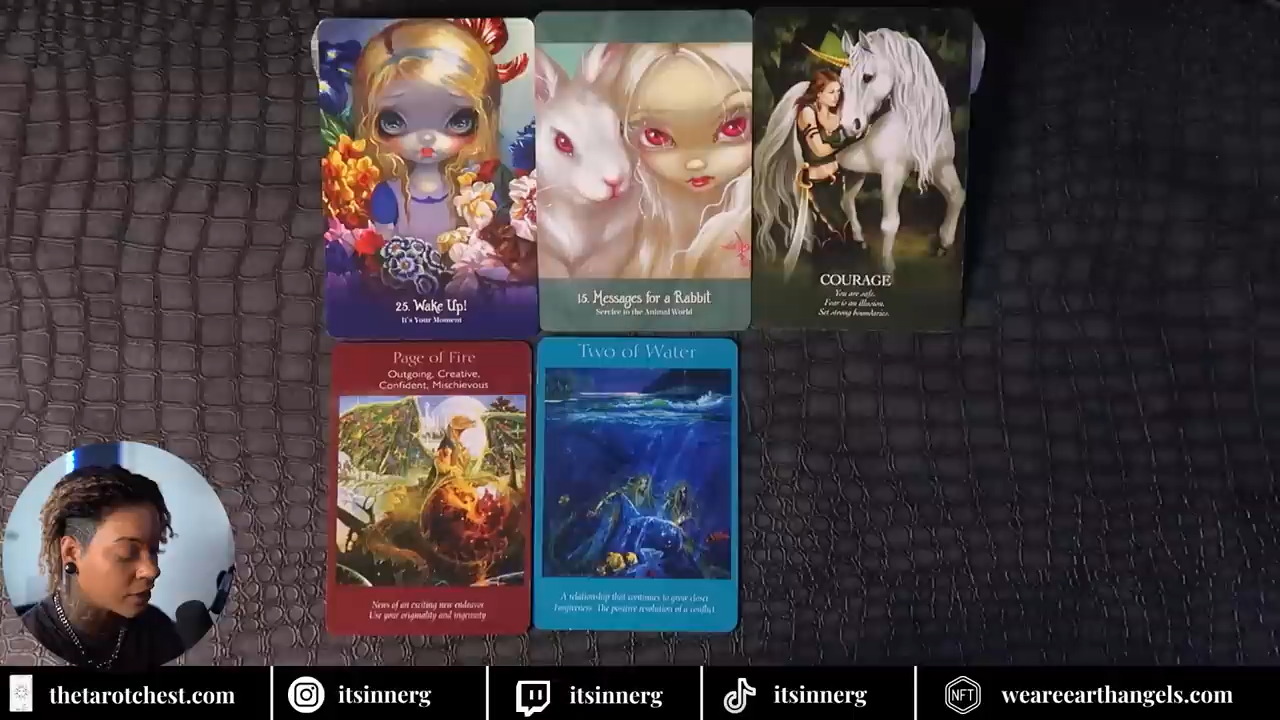 25. Wake Up!
It's Your Moment
15. Messages for a Rabbit
Service to the Animal World
COURAGE
You are safe.
Fear is an illusion.
Set strong boundaries.
Page of Fire
Outgoing, Creative,
Confident, Mischievous
News of an exciting new endeavor
Use your originality and ingenuity
Two of Water
A relationship that continues to grow closer
Forgiveness The positive resolution of a conflict
thetarotchest.com
itsinnerg
itsinnerg
itsinnerg
NFT
weareearthangels.com